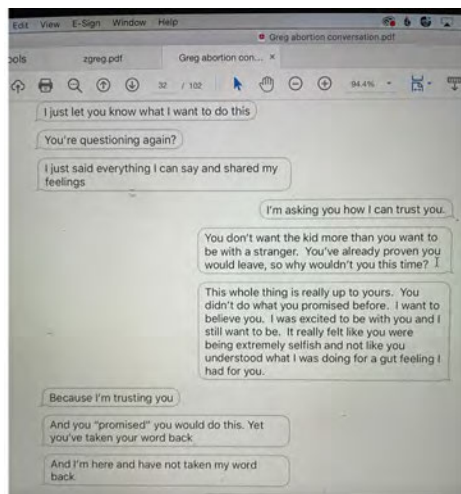 Edit View E-Sign Window Help
Greg abortion conversation.pdf
ools zgreg.pdf Greg abortion con... ×
32 / 102 94.4%
I just let you know what I want to do this
You're questioning again?
I just said everything I can say and shared my
feelings
I'm asking you how I can trust you.
You don't want the kid more than you want to
be with a stranger. You've already proven you
would leave, so why wouldn't you this time?
This whole thing is really up to yours. You
didn't do what you promised before. I want to
believe you. I was excited to be with you and I
still want to be. It really felt like you were
being extremely selfish and not like you
understood what I was doing for a gut feeling I
had for you.
Because I'm trusting you
And you “promised” you would do this. Yet
you've taken your word back
And I'm here and have not taken my word
back